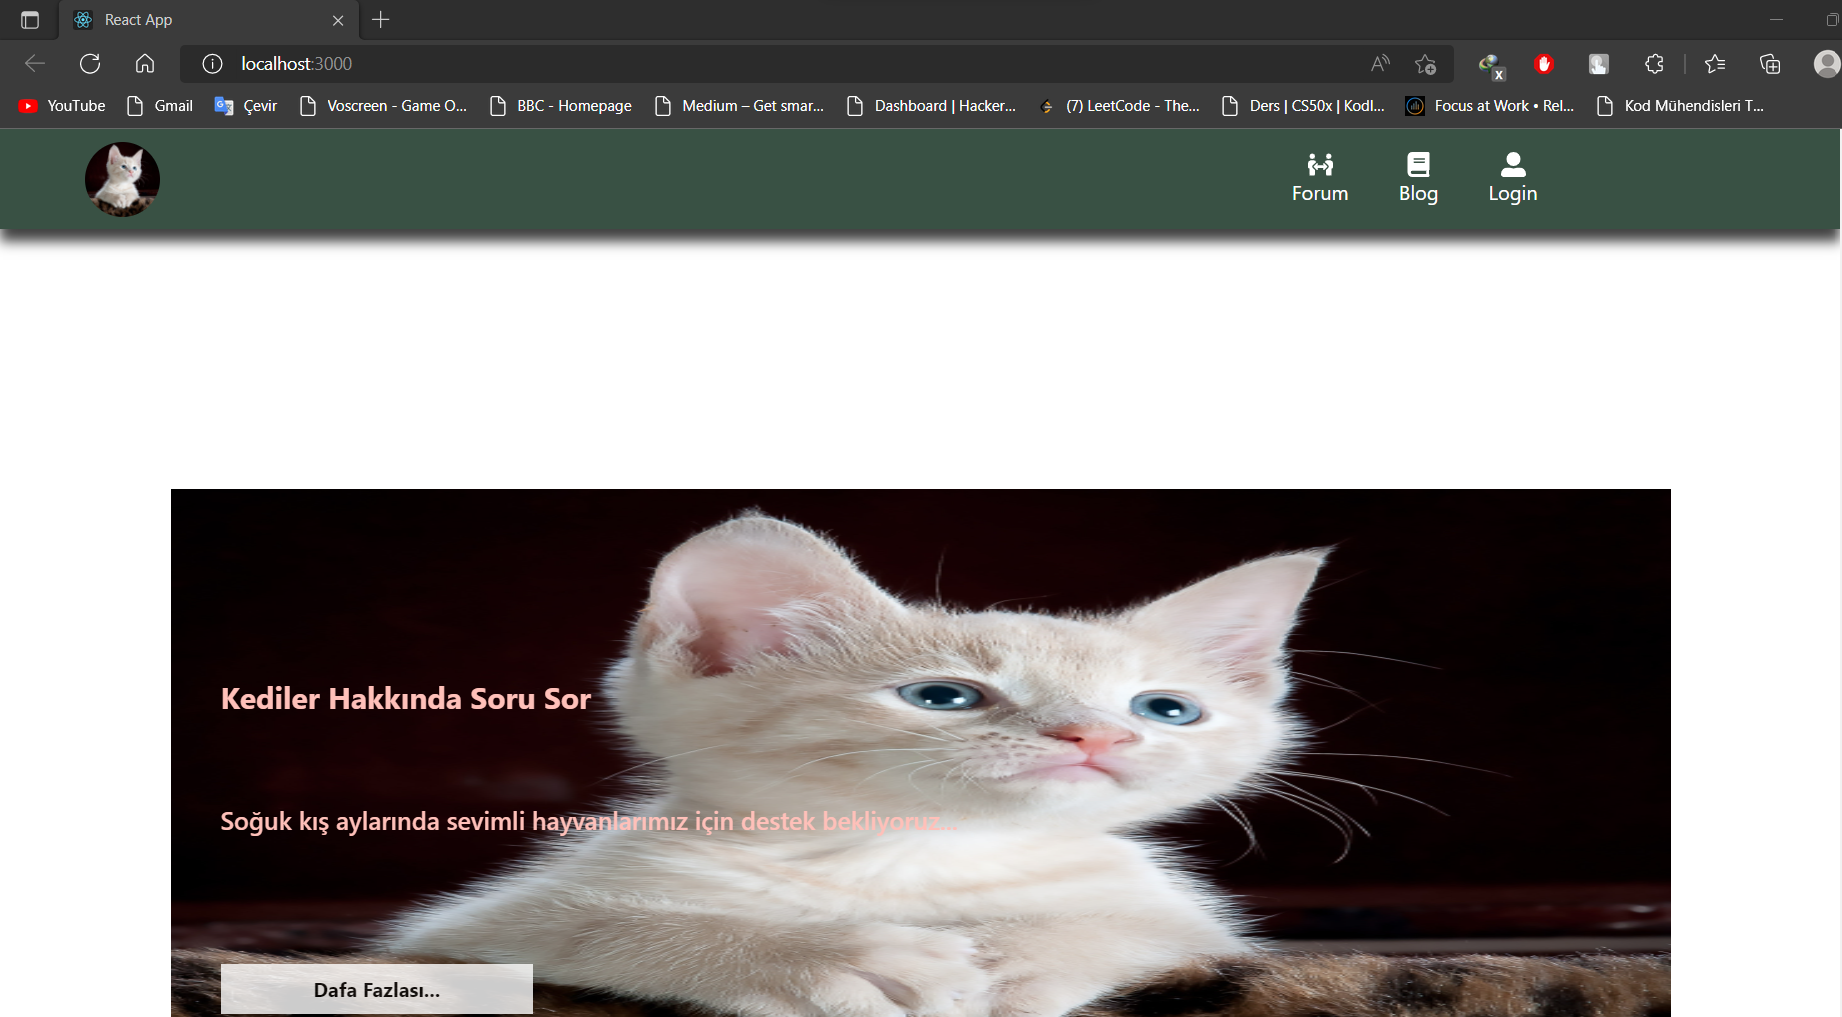 React App
localhost:3000
YouTube Gmail Çevir Voscreen - Game O... BBC - Homepage Medium – Get smar... Dashboard | Hacker... (7) LeetCode - The... Ders | CS50x | Kodl... Focus at Work • Rel... Kod Mühendisleri T...
Forum Blog Login
Kediler Hakkında Soru Sor
Soğuk kış aylarında sevimli hayvanlarımız için destek bekliyoruz...
Dafa Fazlası...